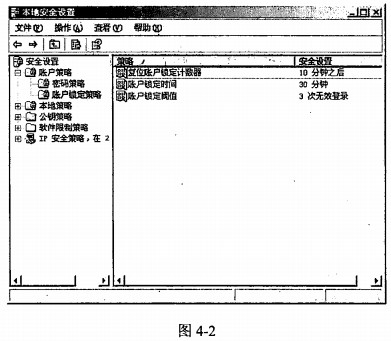 本地安全设置
文件(F) 操作(A) 查看(V) 帮助(H)
安全设置
账户策略
密码策略
账户锁定策略
本地策略
公钥策略
软件限制策略
IP 安全策略，在 2
策略 安全设置
复位账户锁定计数器 10 分钟之后
账户锁定时间 30 分钟
账户锁定阈值 3 次无效登录
图 4-2